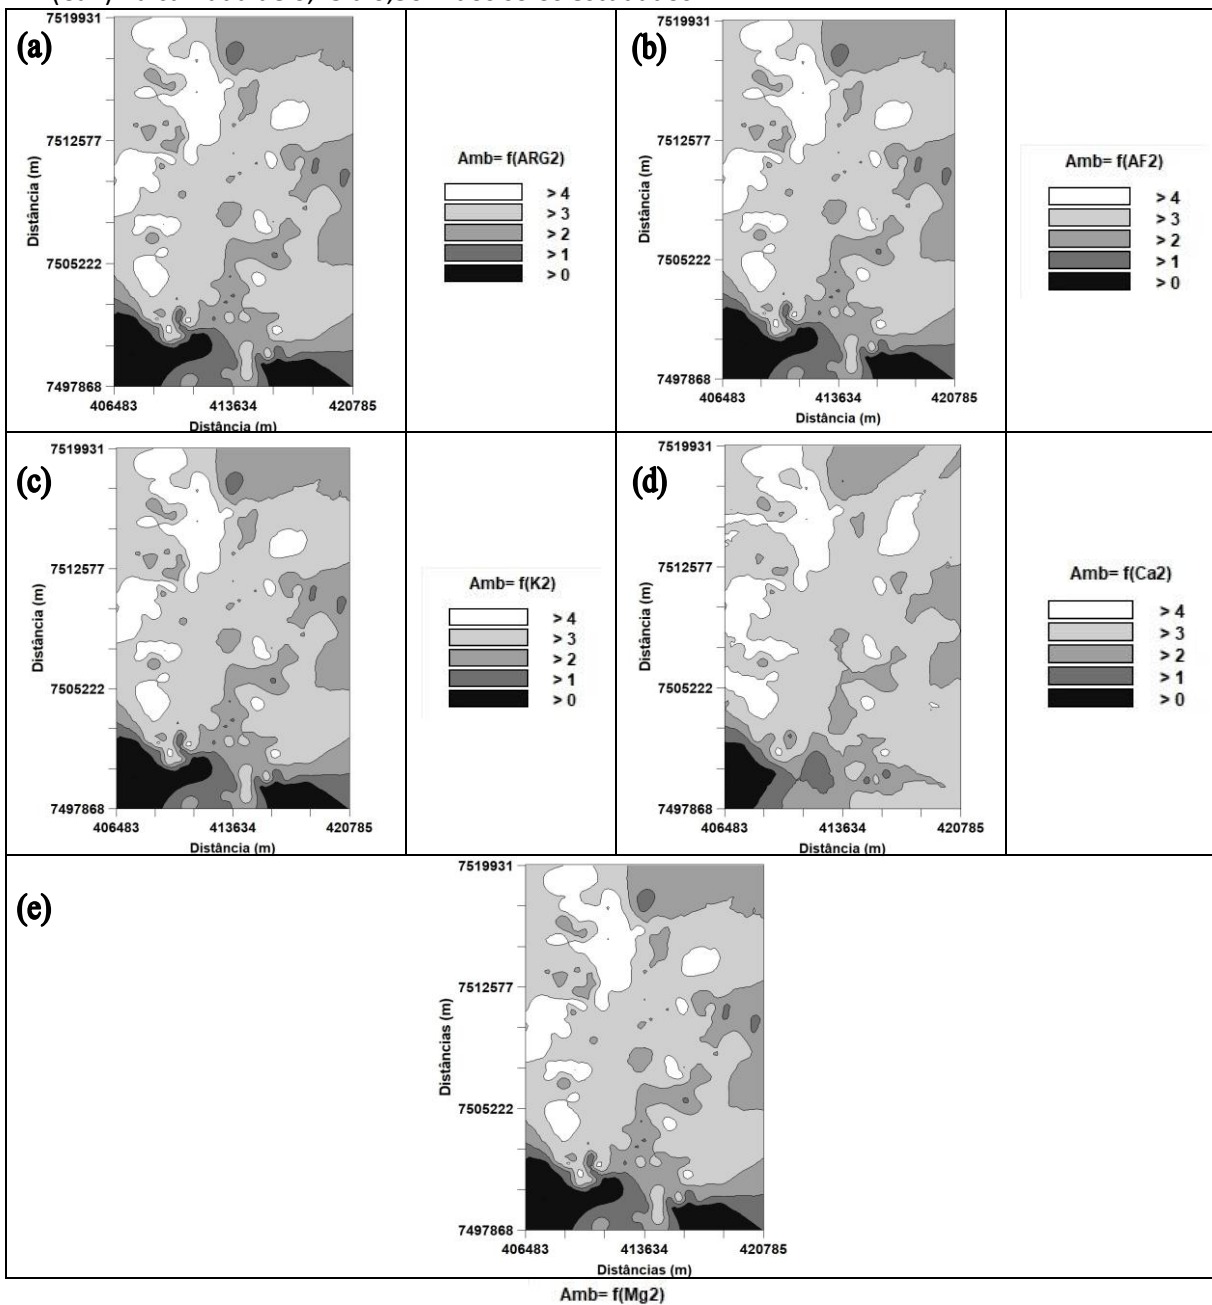 (a)
7519931
7512577
7505222
7497868
Distância (m)
406483 413634 420785
Distância (m)
Amb= f(ARG2)
> 4
> 3
> 2
> 1
> 0
(b)
7519931
7512577
7505222
7497868
Distância (m)
406483 413634 420785
Distância (m)
Amb= f(AF2)
> 4
> 3
> 2
> 1
> 0
(c)
7519931
7512577
7505222
7497868
Distância (m)
406483 413634 420785
Distância (m)
Amb= f(K2)
> 4
> 3
> 2
> 1
> 0
(d)
7519931
7512577
7505222
7497868
Distância (m)
406483 413634 420785
Distância (m)
Amb= f(Ca2)
> 4
> 3
> 2
> 1
> 0
(e)
7519931
7512577
7505222
7497868
Distâncias (m)
406483 413634 420785
Distâncias (m)
Amb= f(Mg2)